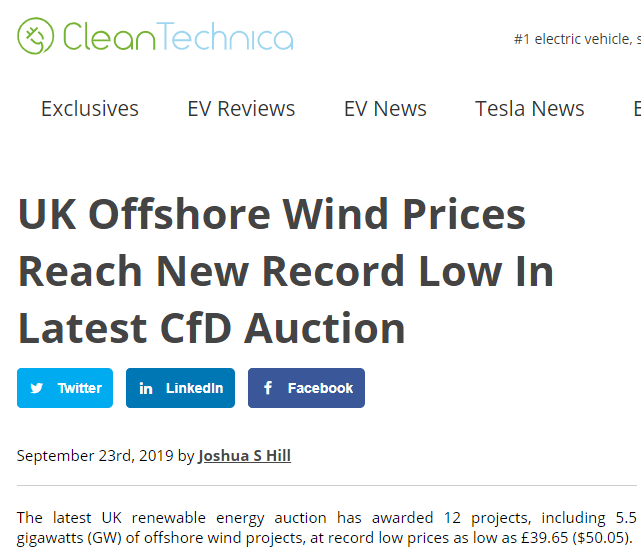 CleanTechnica
#1 electric vehicle,
Exclusives EV Reviews EV News Tesla News
UK Offshore Wind Prices
Reach New Record Low In
Latest CfD Auction
Twitter LinkedIn Facebook
September 23rd, 2019 by Joshua S Hill
The latest UK renewable energy auction has awarded 12 projects, including 5.5
gigawatts (GW) of offshore wind projects, at record low prices as low as £39.65 ($50.05).